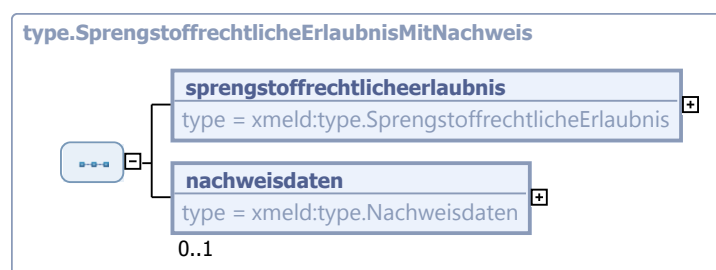 type.SprengstoffrechtlicheErlaubnisMitNachweis
sprengstoffrechtlicheerlaubnis
type = xmeld:type.SprengstoffrechtlicheErlaubnis
nachweisdaten
type = xmeld:type.Nachweisdaten
0..1